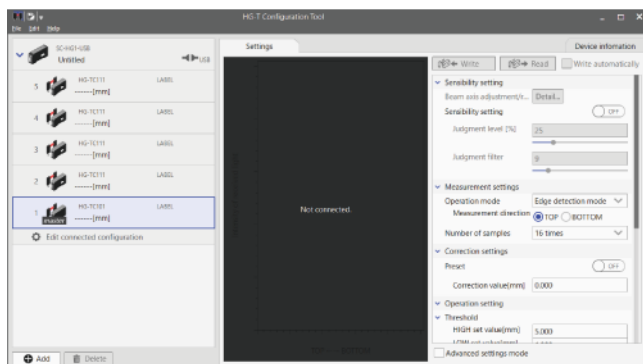 HG-T Configuration Tool
File Edit Help
SC-HG1-USB
Untitled
USB
5 HG-TC111 LABEL
------[mm]
4 HG-TC111 LABEL
------[mm]
3 HG-TC111 LABEL
------[mm]
2 HG-TC111 LABEL
------[mm]
1 HG-TC101 LABEL
master ------[mm]
Edit connected configuration
Add Delete
Settings
Not connected.
Device information
Write Read Write automatically
Sensibility setting
Beam axis adjustment/r... Detail...
Sensibility setting OFF
Judgment level [%] 25
Judgment filter 9
Measurement settings
Operation mode Edge detection mode
Measurement direction TOP BOTTOM
Number of samples 16 times
Correction settings
Preset OFF
Correction value[mm] 0.000
Operation setting
Threshold
HIGH set value[mm] 5.000
LOW set value[mm]
Advanced settings mode